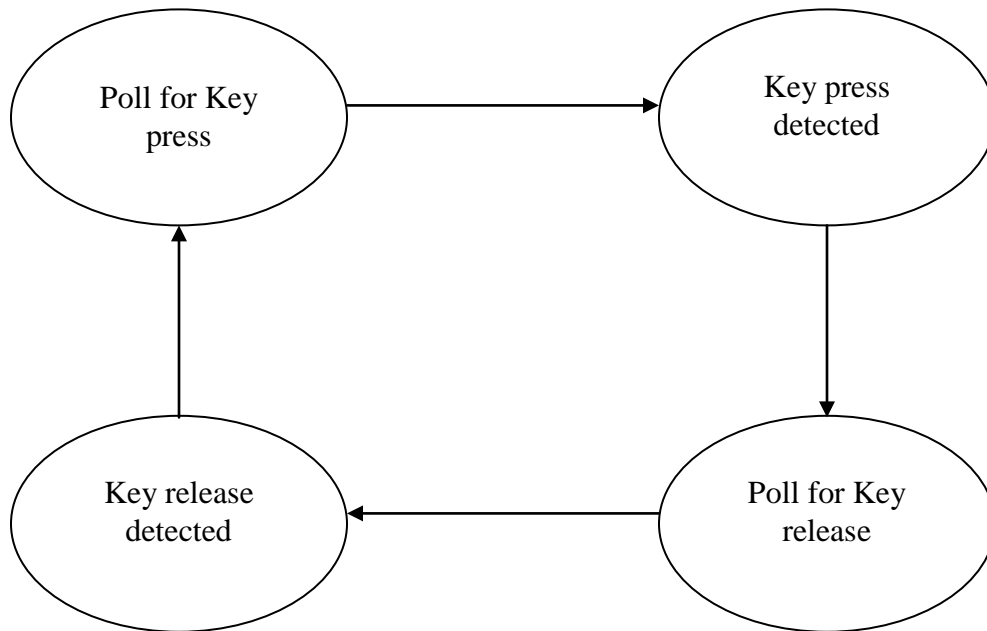 Poll for Key
press
Key press
detected
Key release
detected
Poll for Key
release